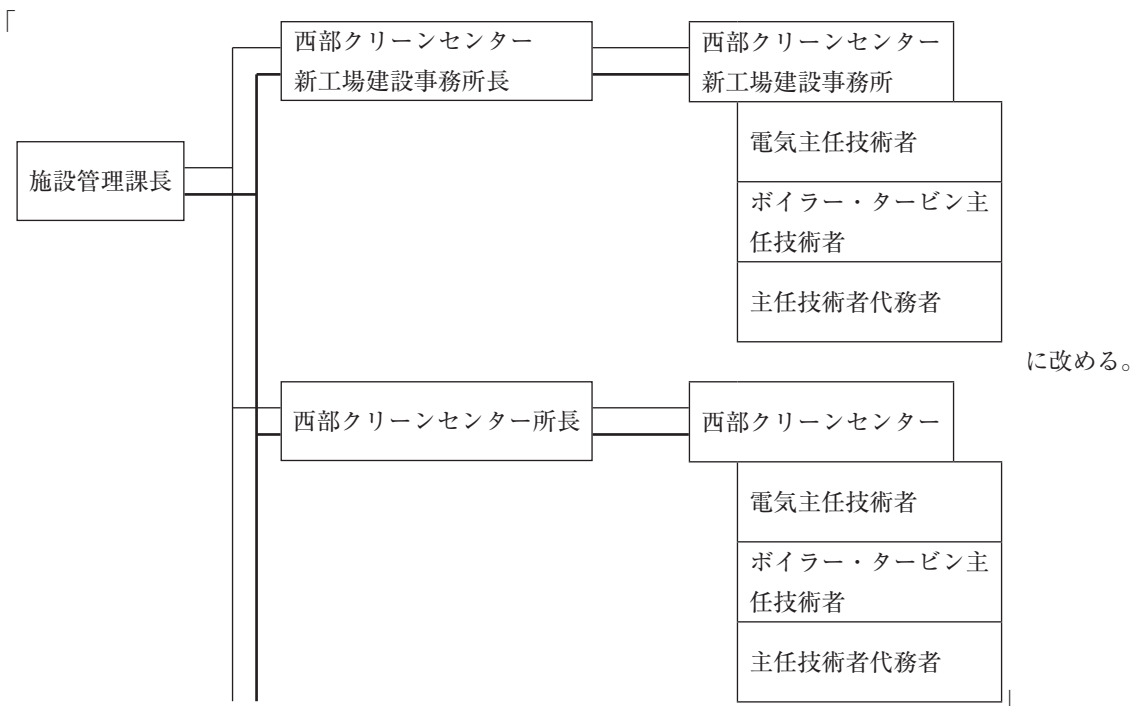 「
西部クリーンセンター
新工場建設事務所長
西部クリーンセンター
新工場建設事務所
電気主任技術者
施設管理課長
ボイラー・タービン主
任技術者
主任技術者代務者
に改める。
西部クリーンセンター所長
西部クリーンセンター
電気主任技術者
ボイラー・タービン主
任技術者
主任技術者代務者
」